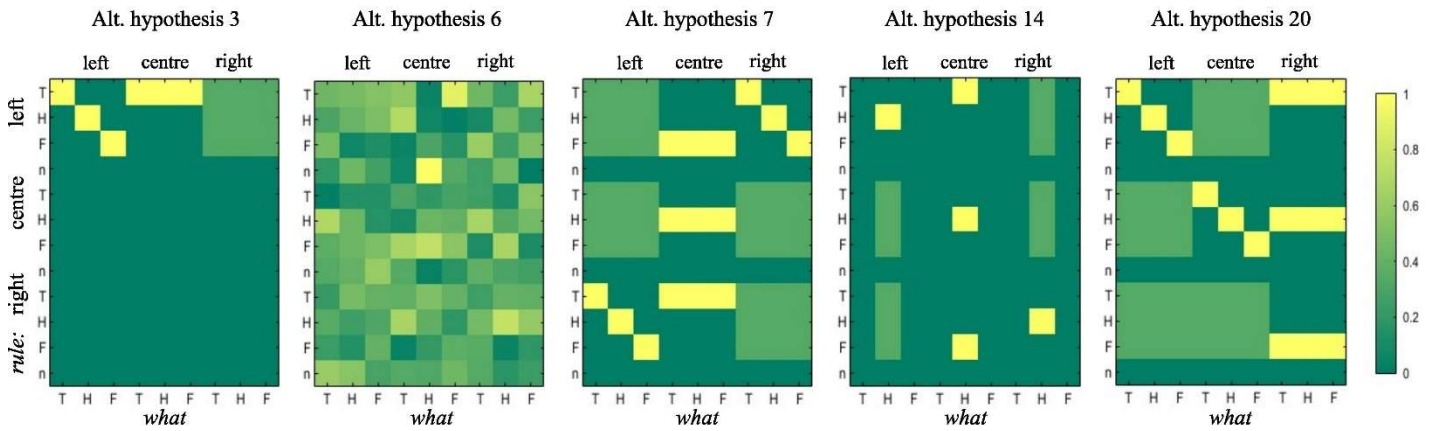 Alt. hypothesis 3 Alt. hypothesis 6 Alt. hypothesis 7 Alt. hypothesis 14 Alt. hypothesis 20
left centre right left centre right left centre right left centre right left centre right
rule: right centre left
T T T T T
H H H H H
F F F F F
n n n n n
T T T T T
H H H H H
F F F F F
n n n n n
T T T T T
H H H H H
F F F F F
n n n n n
T H F T H F T H F T H F T H F T H F T H F T H F T H F T H F T H F T H F T H F T H F T H F
what what what what what
1
0.8
0.6
0.4
0.2
0